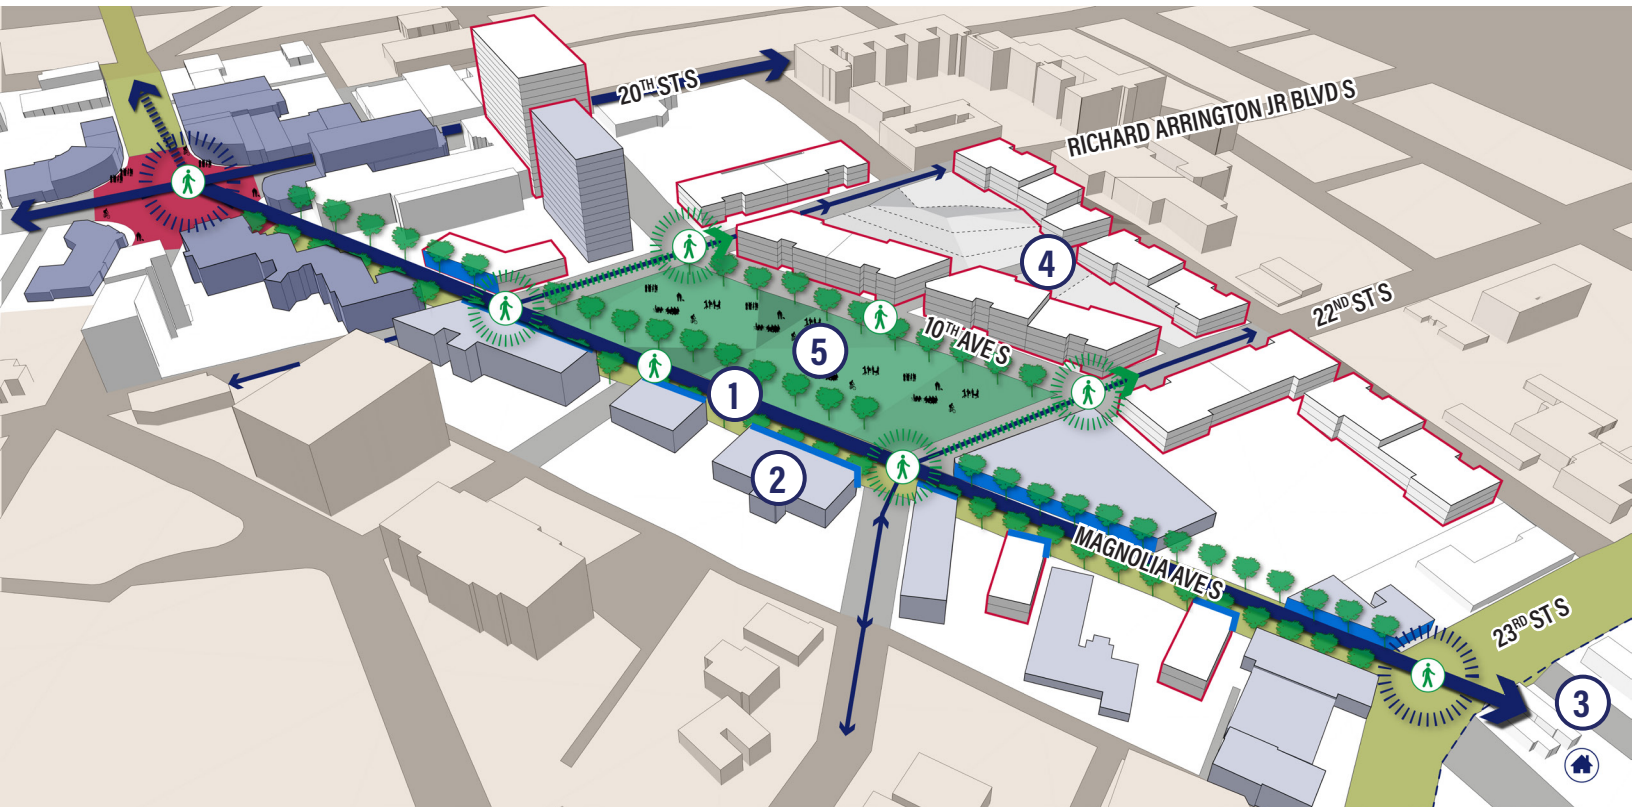 20TH ST S
RICHARD ARRINGTON JR BLVD S
4
22ND ST S
10TH AVE S
5
1
2
MAGNOLIA AVE S
23RD ST S
3